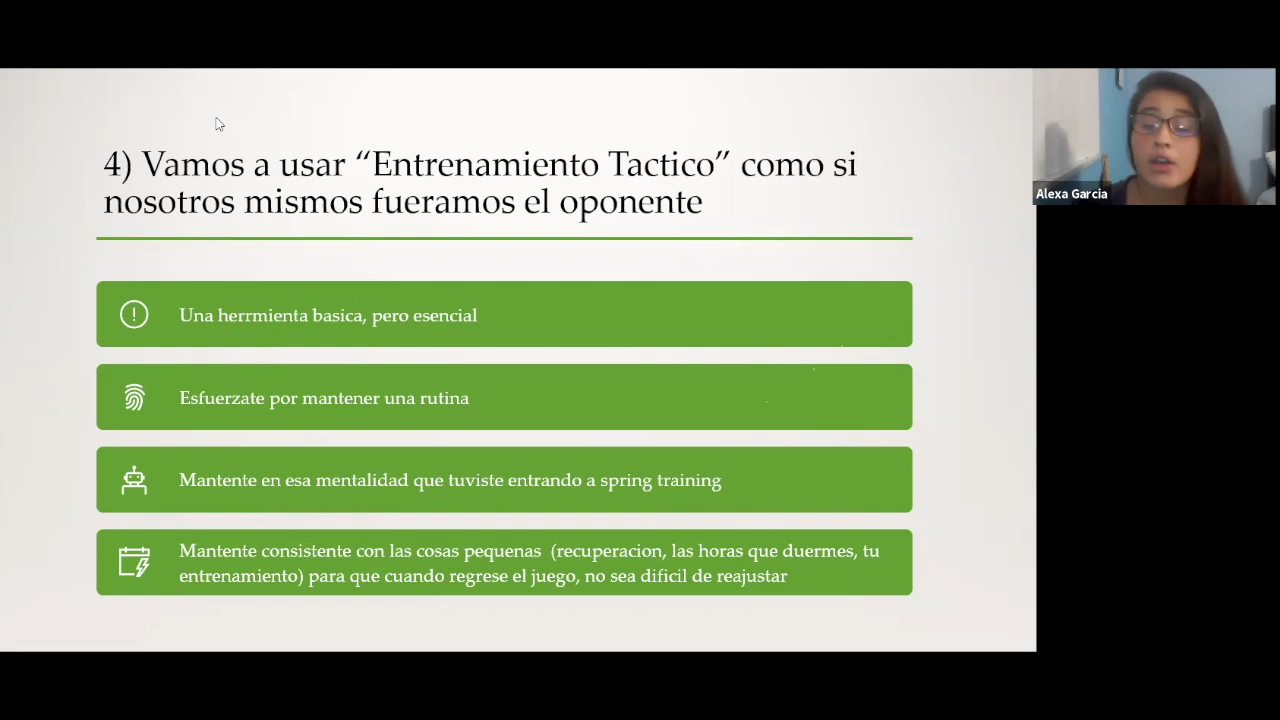 4) Vamos a usar “Entrenamiento Tactico” como si
nosotros mismos fueramos el oponente
Una herrmienta basica, pero esencial
Esfuerzate por mantener una rutina
Mantente en esa mentalidad que tuviste entrando a spring training
Mantente consistente con las cosas pequenas (recuperacion, las horas que duermes, tu
entrenamiento) para que cuando regrese el juego, no sea dificil de reajustar
Alexa Garcia